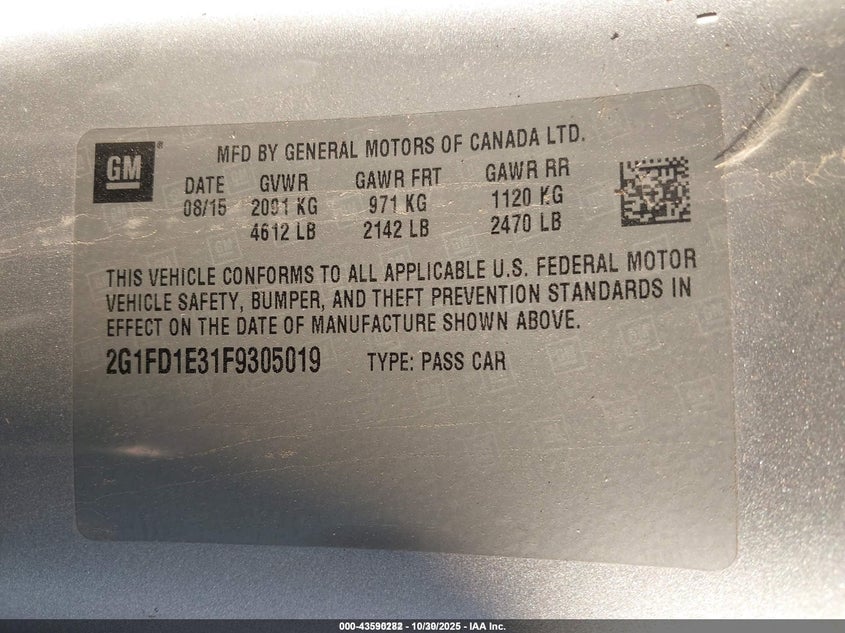 GM®
MFD BY GENERAL MOTORS OF CANADA LTD.
DATE GVWR GAWR FRT GAWR RR
08/15 2091 KG 971 KG 1120 KG
4612 LB 2142 LB 2470 LB
THIS VEHICLE CONFORMS TO ALL APPLICABLE U.S. FEDERAL MOTOR
VEHICLE SAFETY, BUMPER, AND THEFT PREVENTION STANDARDS IN
EFFECT ON THE DATE OF MANUFACTURE SHOWN ABOVE.
2G1FD1E31F9305019 TYPE: PASS CAR
000-43590282 - 10/30/2025 - IAA Inc.